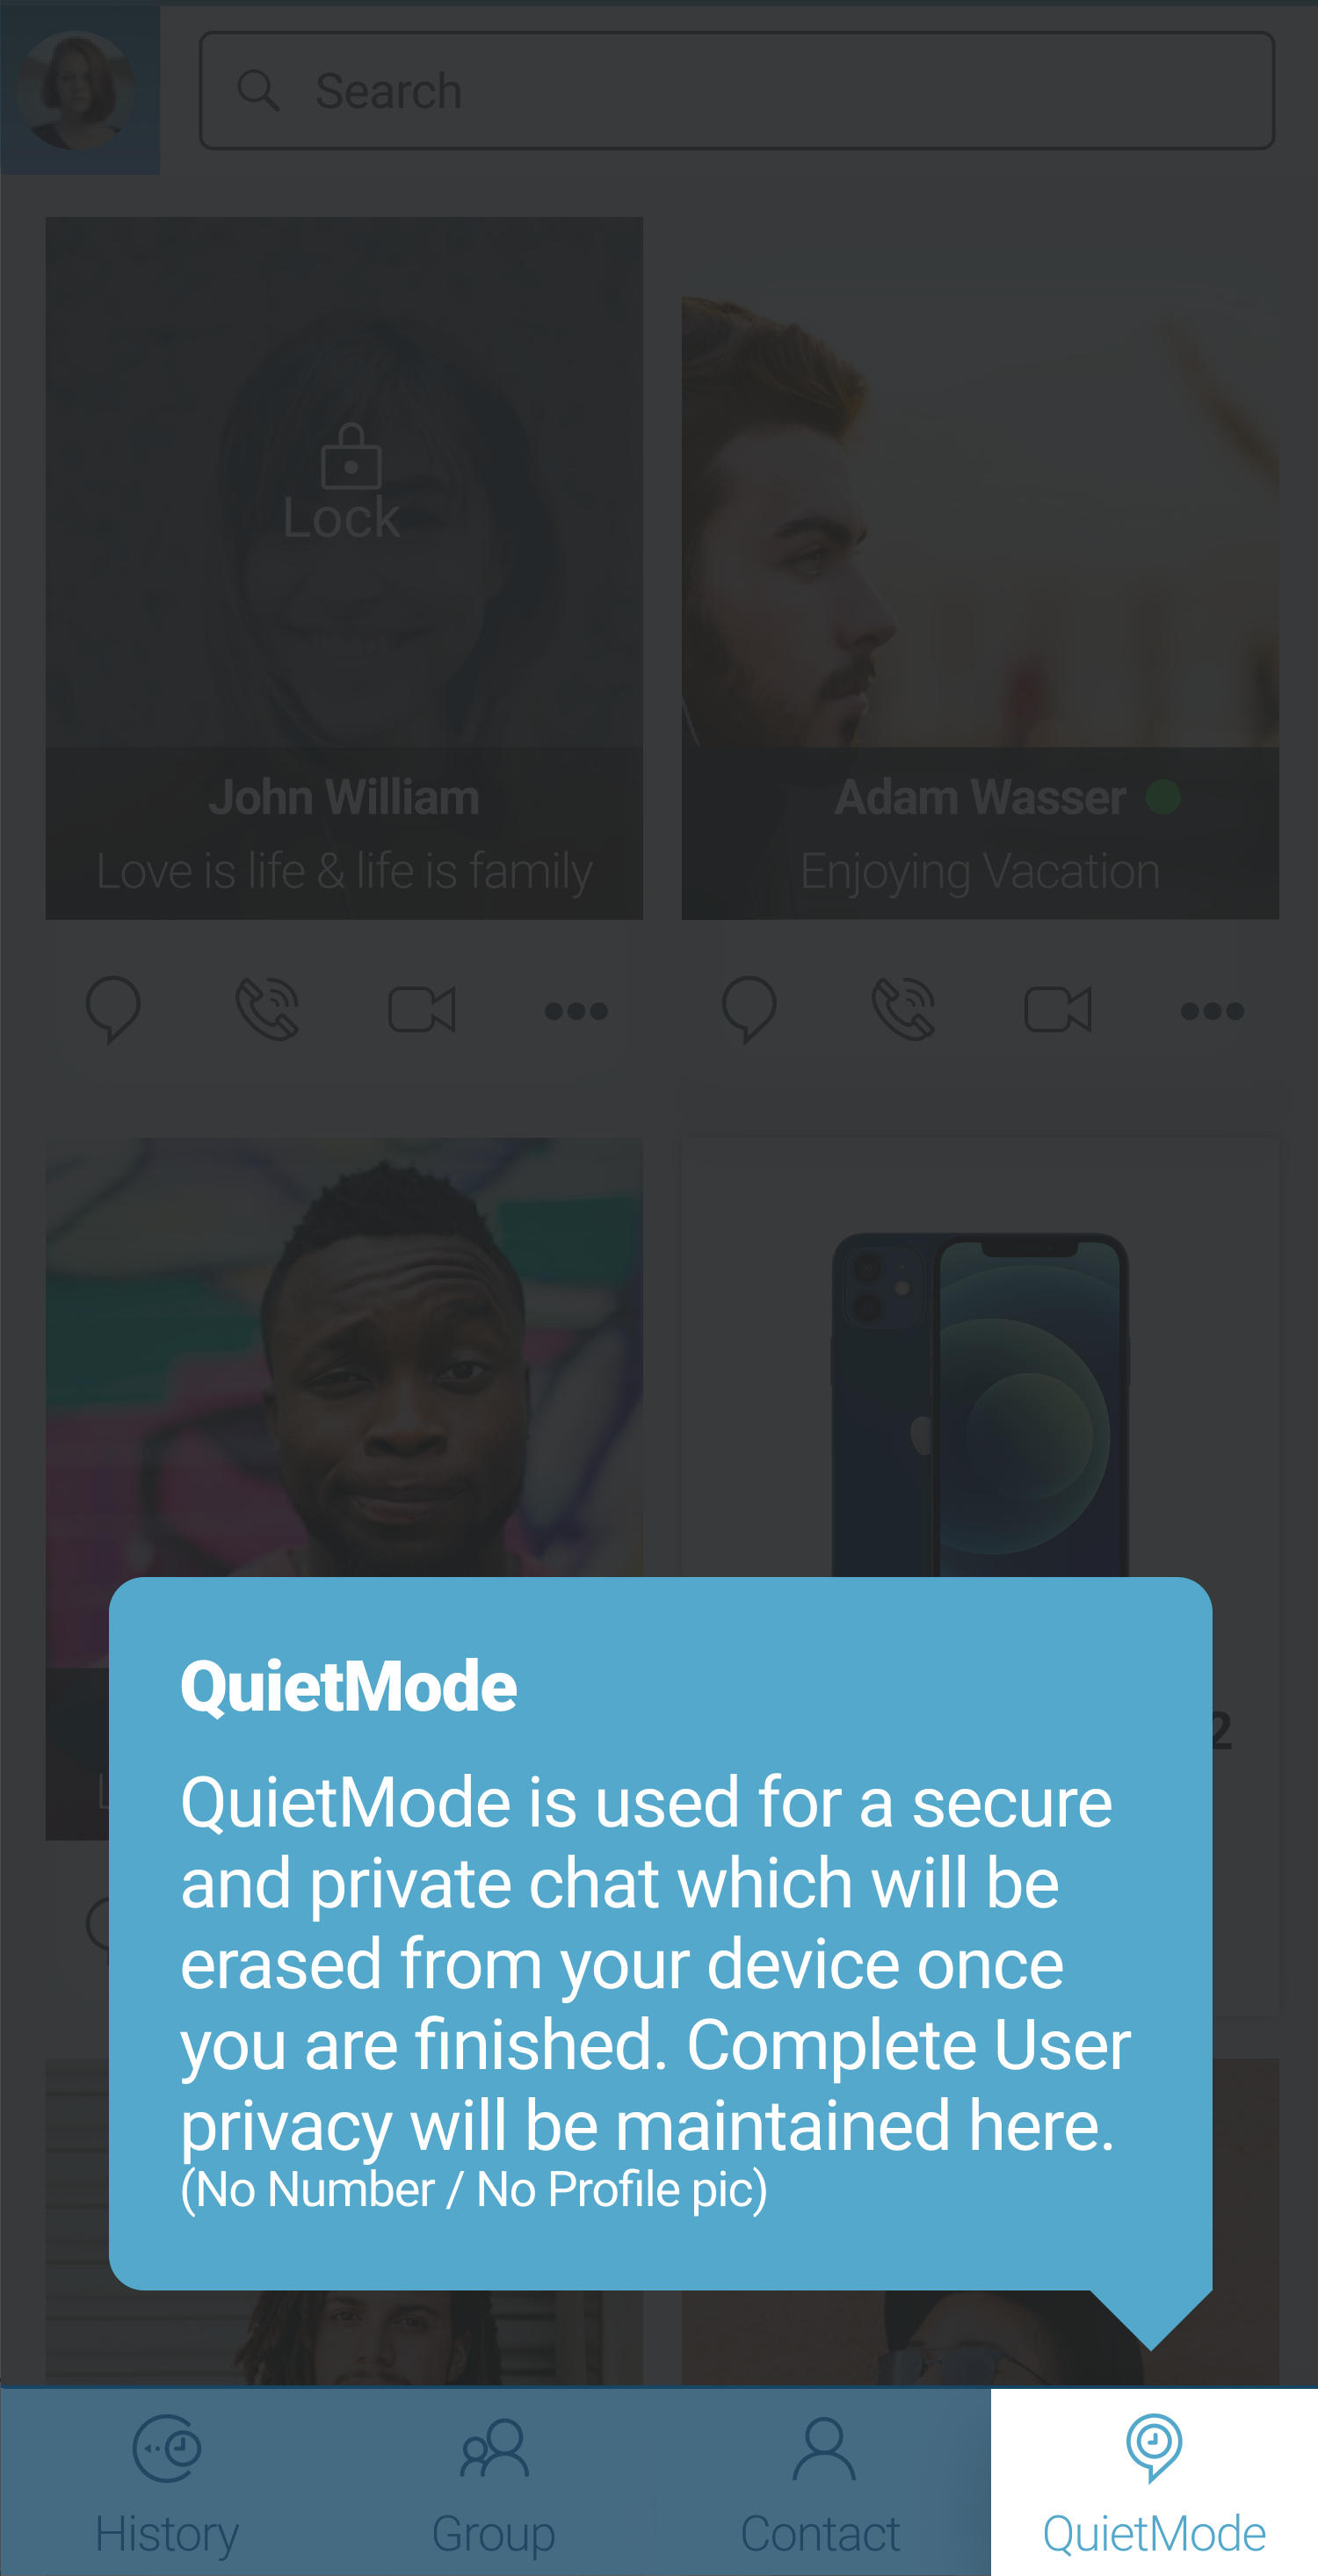 Search
Lock
John William
Love is life & life is family
Adam Wasser
Enjoying Vacation
QuietMode
QuietMode is used for a secure
and private chat which will be
erased from your device once
you are finished. Complete User
privacy will be maintained here.
(No Number / No Profile pic)
2
L
History
Group
Contact
QuietMode